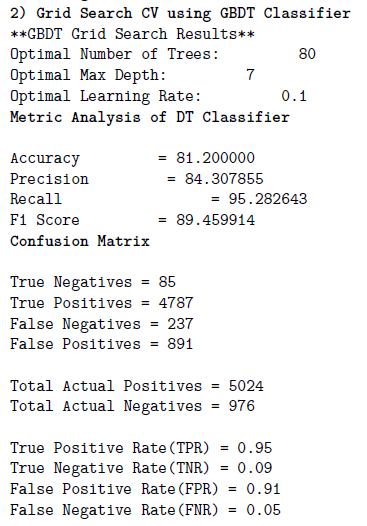 2) Grid Search CV using GBDT Classifier
**GBDT Grid Search Results**
Optimal Number of Trees: 80
Optimal Max Depth: 7
Optimal Learning Rate: 0.1
Metric Analysis of DT Classifier
Accuracy = 81.200000
Precision = 84.307855
Recall = 95.282643
F1 Score = 89.459914
Confusion Matrix
True Negatives = 85
True Positives = 4787
False Negatives = 237
False Positives = 891
Total Actual Positives = 5024
Total Actual Negatives = 976
True Positive Rate(TPR) = 0.95
True Negative Rate(TNR) = 0.09
False Positive Rate(FPR) = 0.91
False Negative Rate(FNR) = 0.05